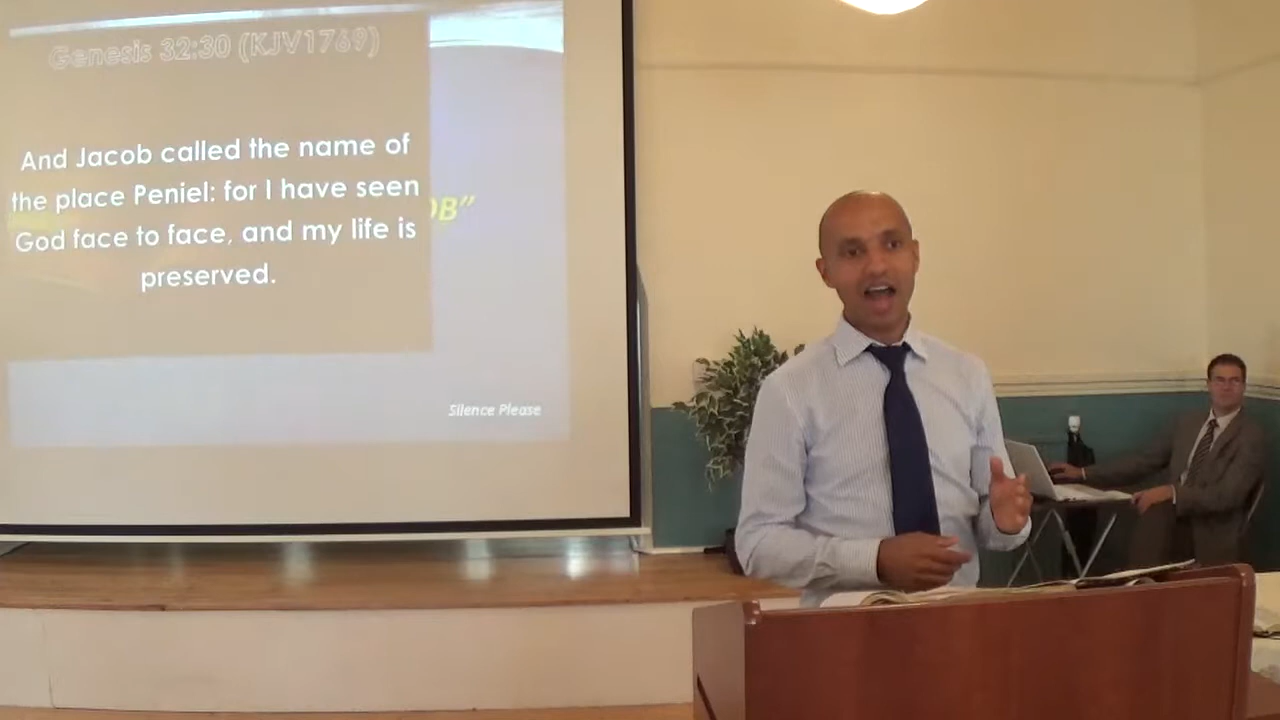 Genesis 32:30 (KJV1769)
And Jacob called the name of
the place Peniel: for I have seen
God face to face, and my life is
preserved.
OB”
Silence Please